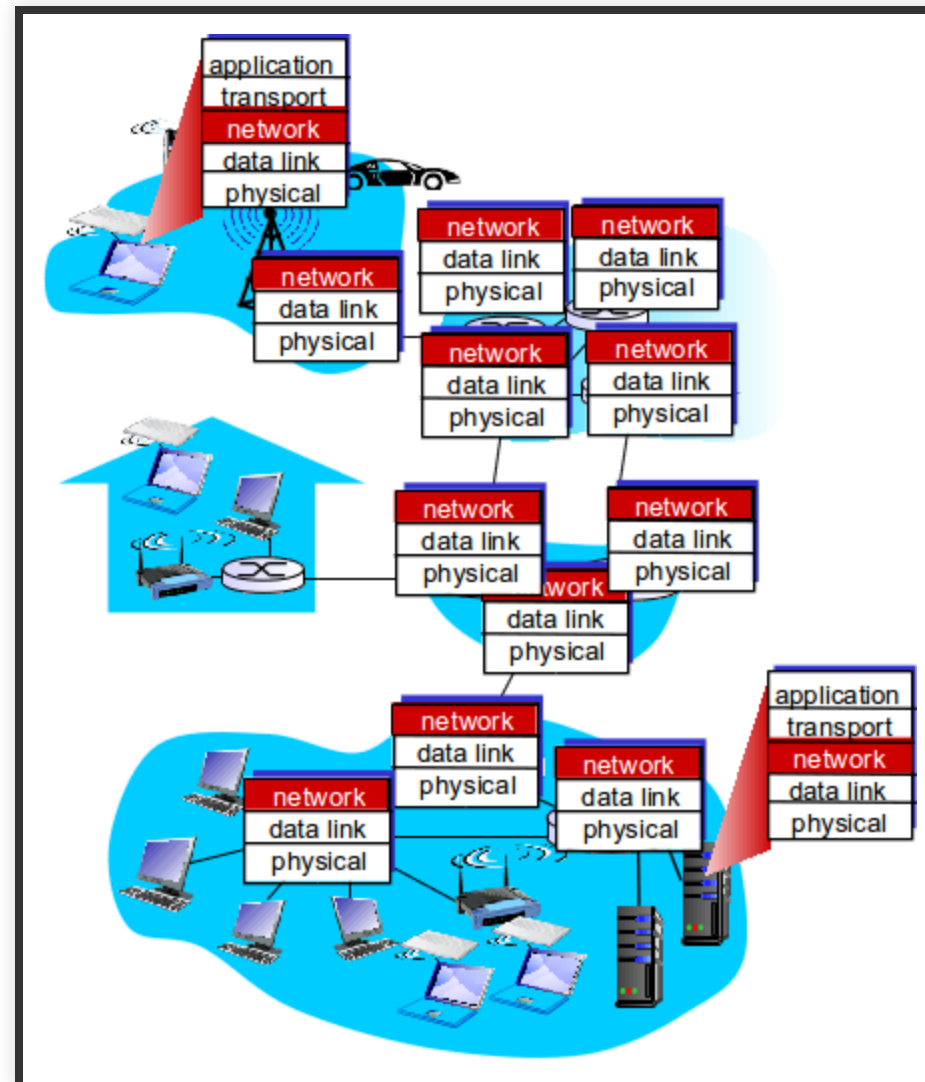 application
transport
network
data link
physical
network
data link
physical
network
data link
physical
network
data link
physical
network
data link
physical
network
data link
physical
network
data link
physical
network
data link
physical
data link
physical
network
data link
physical
network
data link
physical
network
data link
physical
application
transport
network
data link
physical